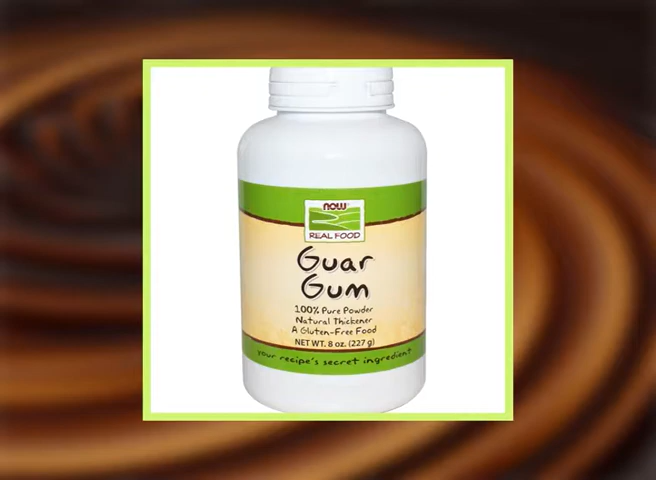 NOW
REAL FOOD
Guar
Gum
100% Pure Powder
Natural Thickener
A Gluten-Free Food
NET WT. 8 oz. (227 g)
your recipe's secret ingredient